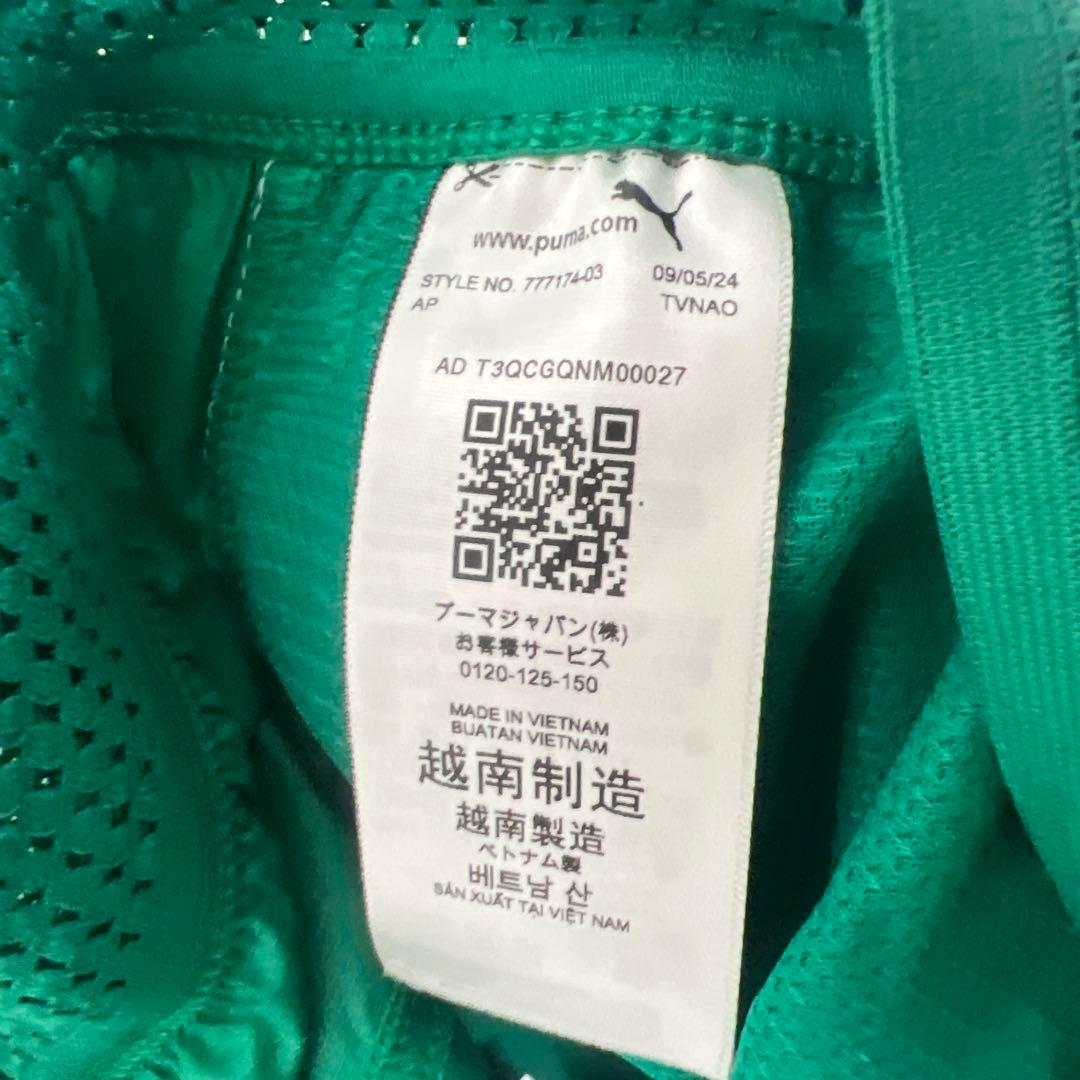 www.puma.com
STYLE NO. 777174-03 09/05/24
AP TVNAO
AD T3QCGQNM00027
プーマジャパン(株)
お客様サービス
0120-125-150
MADE IN VIETNAM
BUATAN VIETNAM
越南制造
越南製造
ベトナム製
베트남 산
SẢN XUẤT TẠI VIỆT NAM